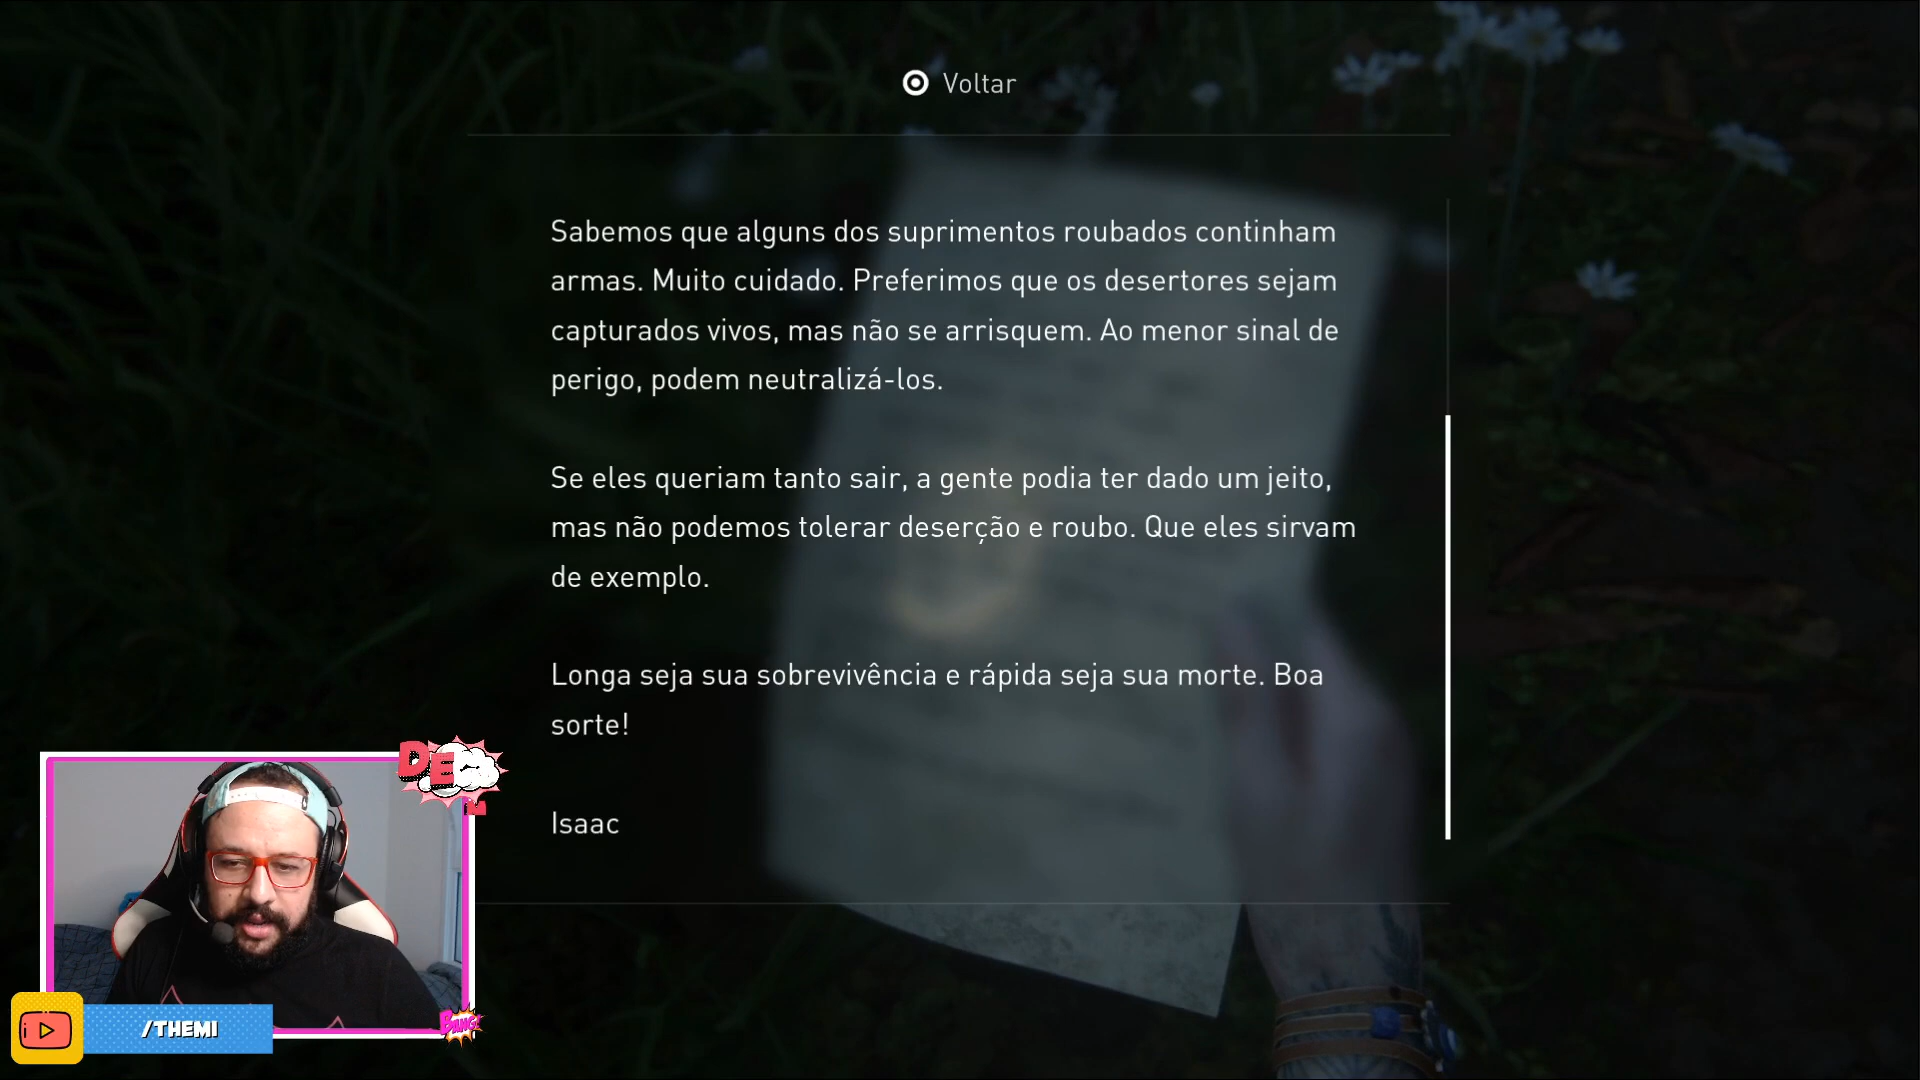 Voltar
Sabemos que alguns dos suprimentos roubados continham
armas. Muito cuidado. Preferimos que os desertores sejam
capturados vivos, mas não se arrisquem. Ao menor sinal de
perigo, podem neutralizá-los.
Se eles queriam tanto sair, a gente podia ter dado um jeito,
mas não podemos tolerar deserção e roubo. Que eles sirvam
de exemplo.
Longa seja sua sobrevivência e rápida seja sua morte. Boa
sorte!
Isaac
DE
BANG!
/THEMI